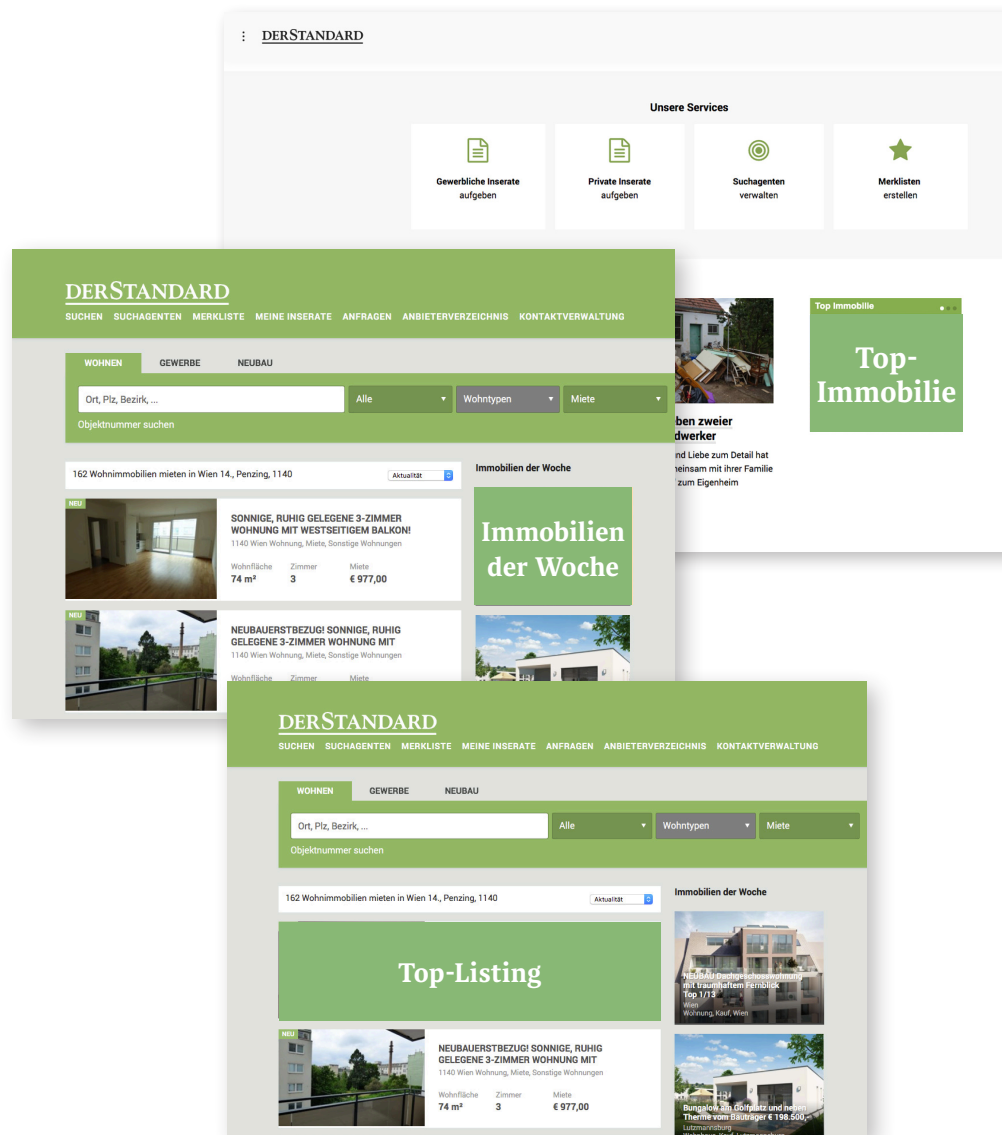 DERSTANDARD
Unsere Services
Gewerbliche Inserate
aufgeben
Private Inserate
aufgeben
Suchagenten
verwalten
Merklisten
erstellen
ben zweier
dwerker
nd Liebe zum Detail hat
neinsam mit ihrer Familie
zum Eigenheim
Top Immobilie
Top-
Immobilie
DERSTANDARD
SUCHEN SUCHAGENTEN MERKLISTE MEINE INSERATE ANFRAGEN ANBIETERVERZEICHNIS KONTAKTVERWALTUNG
WOHNEN GEWERBE NEUBAU
Ort, Plz, Bezirk, ... Alle Wohntypen Miete
Objektnummer suchen
162 Wohnimmobilien mieten in Wien 14., Penzing, 1140 Aktualität
NEU
SONNIGE, RUHIG GELEGENE 3-ZIMMER
WOHNUNG MIT WESTSEITIGEM BALKON!
1140 Wien Wohnung, Miete, Sonstige Wohnungen
Wohnfläche Zimmer Miete
74 m² 3 € 977,00
NEU
NEUBAUERSTBEZUG! SONNIGE, RUHIG
GELEGENE 3-ZIMMER WOHNUNG MIT
1140 Wien Wohnung, Miete, Sonstige Wohnungen
Wohnfläche Zimmer Miete
Immobilien der Woche
Immobilien
der Woche
DERSTANDARD
SUCHEN SUCHAGENTEN MERKLISTE MEINE INSERATE ANFRAGEN ANBIETERVERZEICHNIS KONTAKTVERWALTUNG
WOHNEN GEWERBE NEUBAU
Ort, Plz, Bezirk, ... Alle Wohntypen Miete
Objektnummer suchen
162 Wohnimmobilien mieten in Wien 14., Penzing, 1140 Aktualität
Top-Listing
NEU
NEUBAUERSTBEZUG! SONNIGE, RUHIG
GELEGENE 3-ZIMMER WOHNUNG MIT
1140 Wien Wohnung, Miete, Sonstige Wohnungen
Wohnfläche Zimmer Miete
74 m² 3 € 977,00
Immobilien der Woche
NEUBAU Dachgeschosswohnung
mit traumhaftem Fernblick
Top 1/13
Wien
Wohnung, Kauf, Wien
Bungalow am Golfplatz und neuen
Therme vom Bauträger € 198.500,-
Lutzmannsburg